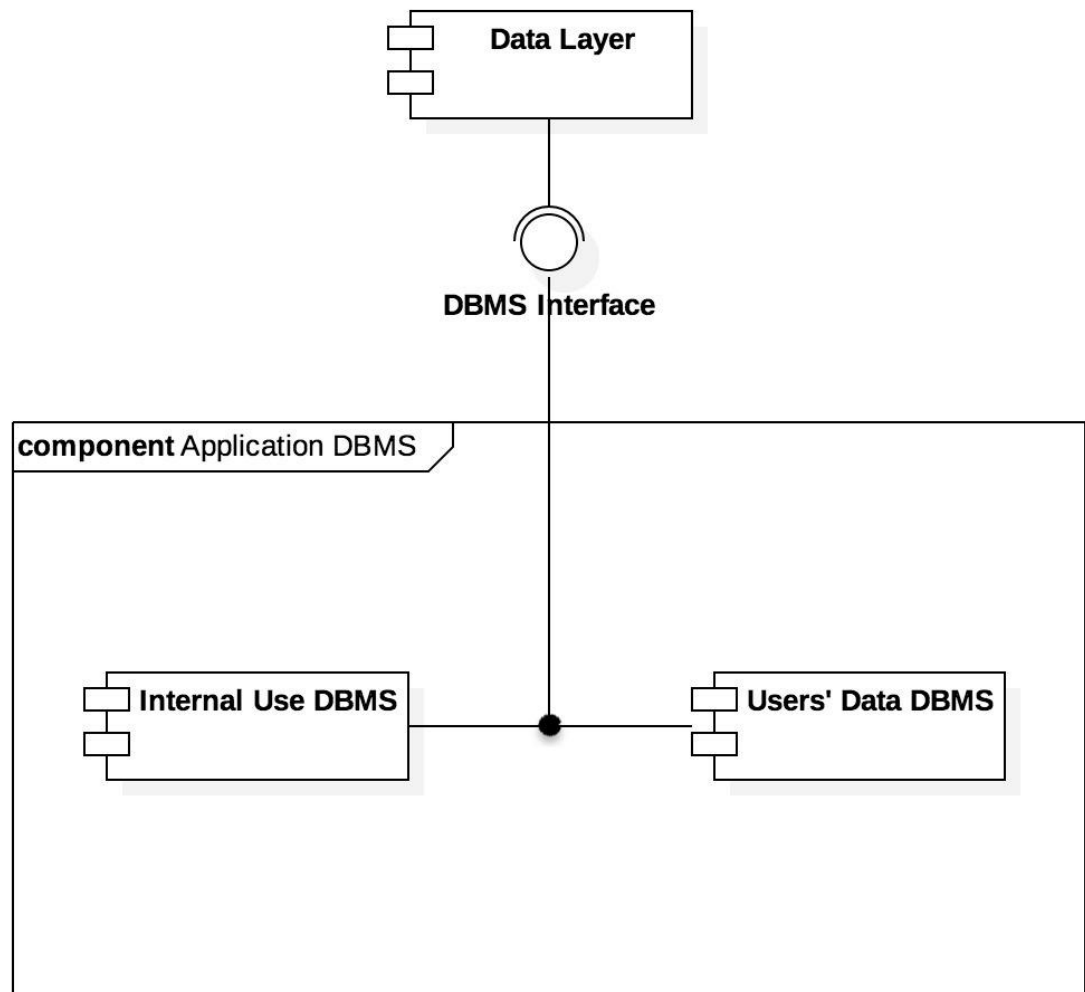 Data Layer
DBMS Interface
component Application DBMS
Internal Use DBMS
Users' Data DBMS